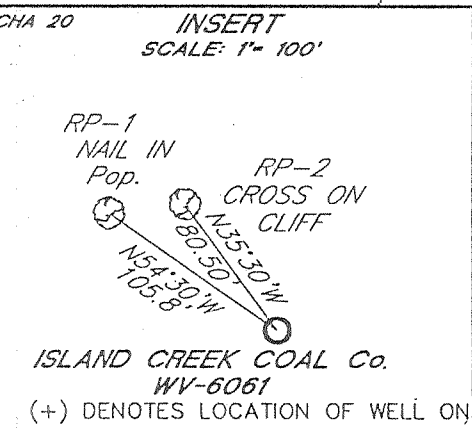 CHA 20
INSERT
SCALE: 1"= 100'
RP-1
NAIL IN
Pop.
RP-2
CROSS ON
CLIFF
N54°30'W
105.8'
N35°30'W
80.50'
ISLAND CREEK COAL Co.
WV-6061
(+) DENOTES LOCATION OF WELL ON